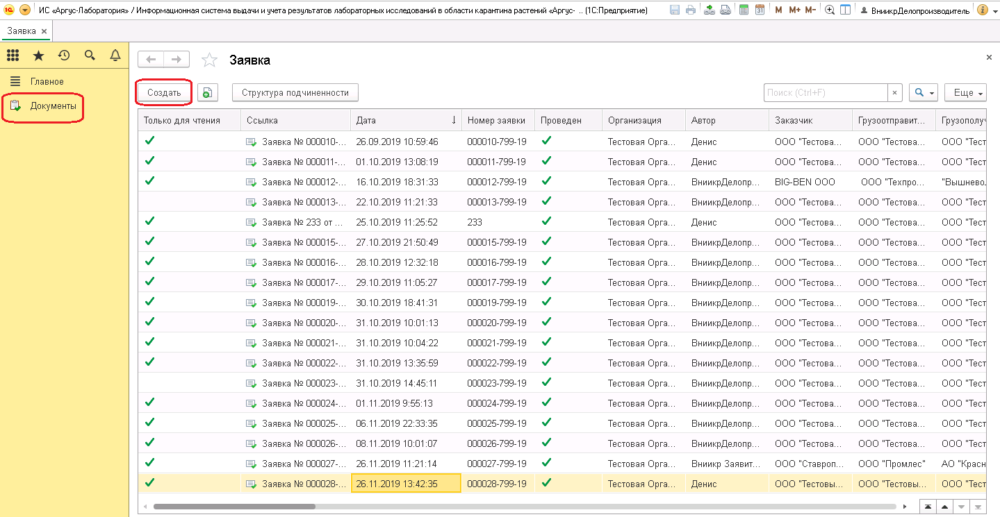 1С ИС «Аргус-Лаборатория» / Информационная система выдачи и учета результатов лабораторных исследований в области карантина растений «Аргус- .. (1С:Предприятие) 31 M M+ M- ВниикрДелопроизводитель i
Заявка ×
Главное
Документы
Заявка ×
Создать Структура подчиненности Поиск (Ctrl+F) × Еще
Только для чтения Ссылка Дата ↓ Номер заявки Проведен Организация Автор Заказчик Грузоотправит... Грузополуч
Заявка № 000010-... 26.09.2019 10:59:46 000010-799-19 Тестовая Орга... Денис ООО "Тестова... ООО "Тестова... ООО "Тест
Заявка № 000011-... 01.10.2019 13:08:19 000011-799-19 Тестовая Орга... Денис ООО "Тестова... ООО "Тестова... ООО "Тест
Заявка № 000012-... 16.10.2019 18:31:33 000012-799-19 Тестовая Орга... ВниикрДелопр... BIG-BEN ООО ООО "Техпро... "Вышневол
Заявка № 000013-... 22.10.2019 11:21:33 000013-799-19 Тестовая Орга... ВниикрДелопр... ООО "Тестова... ООО "Тестова... ООО "Тест
Заявка № 233 от ... 25.10.2019 11:25:52 233 Тестовая Орга... Денис ООО "Тестова... ООО "Тестова... ООО "Тест
Заявка № 000015-... 27.10.2019 21:50:49 000015-799-19 Тестовая Орга... ВниикрДелопр... ООО "Тестова... ООО "Тестова... ООО "Тест
Заявка № 000016-... 28.10.2019 12:32:18 000016-799-19 Тестовая Орга... ВниикрДелопр... ООО "Тестова... ООО "Тестова... ООО "Тест
Заявка № 000017-... 29.10.2019 11:05:27 000017-799-19 Тестовая Орга... ВниикрДелопр... ООО "Тестова... ООО "Тестова... ООО "Тест
Заявка № 000019-... 30.10.2019 18:41:31 000019-799-19 Тестовая Орга... ВниикрДелопр... ООО "Тестова... ООО "Тестова... ООО "Тест
Заявка № 000020-... 31.10.2019 10:01:13 000020-799-19 Тестовая Орга... ВниикрДелопр... ООО "Тестова... ООО "Тестова... ООО "Тест
Заявка № 000021-... 31.10.2019 10:04:22 000021-799-19 Тестовая Орга... ВниикрДелопр... ООО "Тестова... ООО "Тестова... ООО "Тест
Заявка № 000022-... 31.10.2019 13:35:59 000022-799-19 Тестовая Орга... ВниикрДелопр... ООО "Тестова... ООО "Тестова... ООО "Тест
Заявка № 000023-... 31.10.2019 14:45:11 000023-799-19 Тестовая Орга... ВниикрДелопр... ООО "Тестова... ООО "Тестова... ООО "Тест
Заявка № 000024-... 01.11.2019 9:55:13 000024-799-19 Тестовая Орга... ВниикрДелопр... ООО "Тестова... ООО "Тестова... ООО "Тест
Заявка № 000025-... 06.11.2019 22:33:35 000025-799-19 Тестовая Орга... ВниикрДелопр... ООО "Тестова... ООО "Тестова... ООО "Тест
Заявка № 000026-... 08.11.2019 10:01:07 000026-799-19 Тестовая Орга... ВниикрДелопр... ООО "Тестова... ООО "Тестова... ООО "Тест
Заявка № 000027-... 26.11.2019 11:21:14 000027-799-19 Тестовая Орга... Вниикр Заявит... ООО "Ставроп... ООО "Промлес" АО "Красн
Заявка № 000028-... 26.11.2019 13:42:35 000028-799-19 Тестовая Орга... Денис ООО "Тестовы... ООО "Тестовы... ООО "Тест